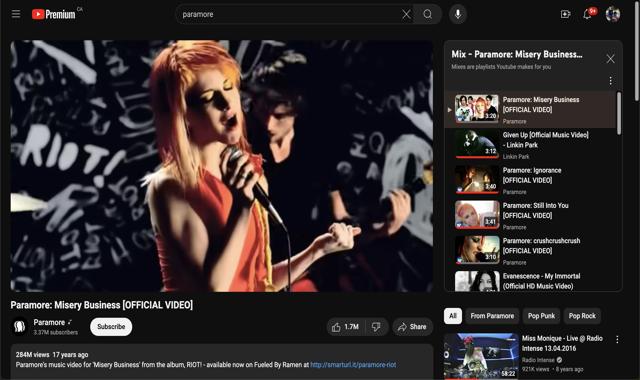 Premium CA
paramore
9+
RIOT!
Mix - Paramore: Misery Business...
Mixes are playlists Youtube makes for you
3:20
Paramore: Misery Business
[OFFICIAL VIDEO]
Paramore
3:12
Given Up [Official Music Video]
- Linkin Park
Linkin Park
3:40
Paramore: Ignorance
[OFFICIAL VIDEO]
Paramore
3:41
Paramore: Still Into You
[OFFICIAL VIDEO]
Paramore
3:10
Paramore: crushcrushcrush
[OFFICIAL VIDEO]
Paramore
Evanescence - My Immortal
(Official HD Music Video)
Paramore: Misery Business [OFFICIAL VIDEO]
Paramore
3.37M subscribers
Subscribe
1.7M
Share
284M views 17 years ago
Paramore's music video for 'Misery Business' from the album, RIOT! - available now on Fueled By Ramen at http://smarturl.it/paramore-riot
All
From Paramore
Pop Punk
Pop Rock
58:22
Miss Monique - Live @ Radio
Intense 13.04.2016
Radio Intense
921K views • 8 years ago